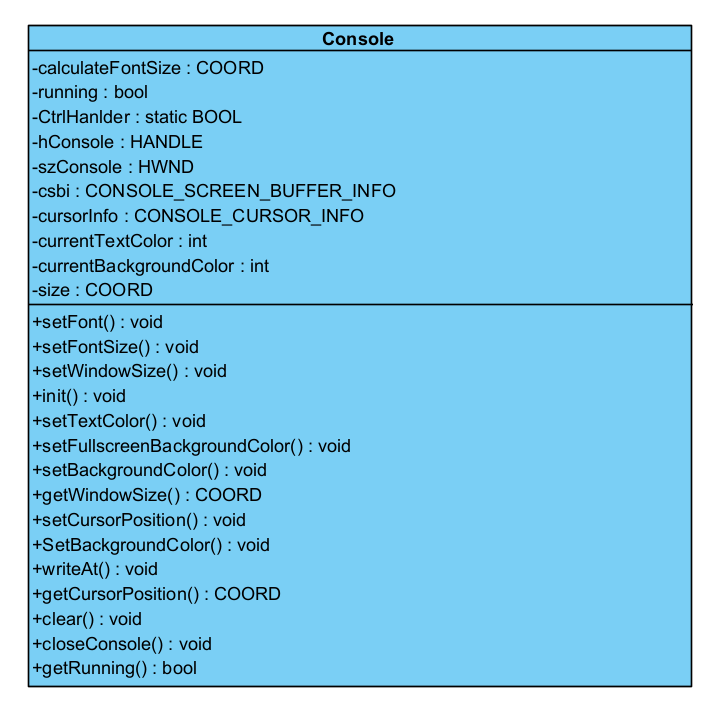 Console
-calculateFontSize : COORD
-running : bool
-CtrlHanlder : static BOOL
-hConsole : HANDLE
-szConsole : HWND
-csbi : CONSOLE_SCREEN_BUFFER_INFO
-cursorInfo : CONSOLE_CURSOR_INFO
-currentTextColor : int
-currentBackgroundColor : int
-size : COORD
+setFont() : void
+setFontSize() : void
+setWindowSize() : void
+init() : void
+setTextColor() : void
+setFullscreenBackgroundColor() : void
+setBackgroundColor() : void
+getWindowSize() : COORD
+setCursorPosition() : void
+SetBackgroundColor() : void
+writeAt() : void
+getCursorPosition() : COORD
+clear() : void
+closeConsole() : void
+getRunning() : bool